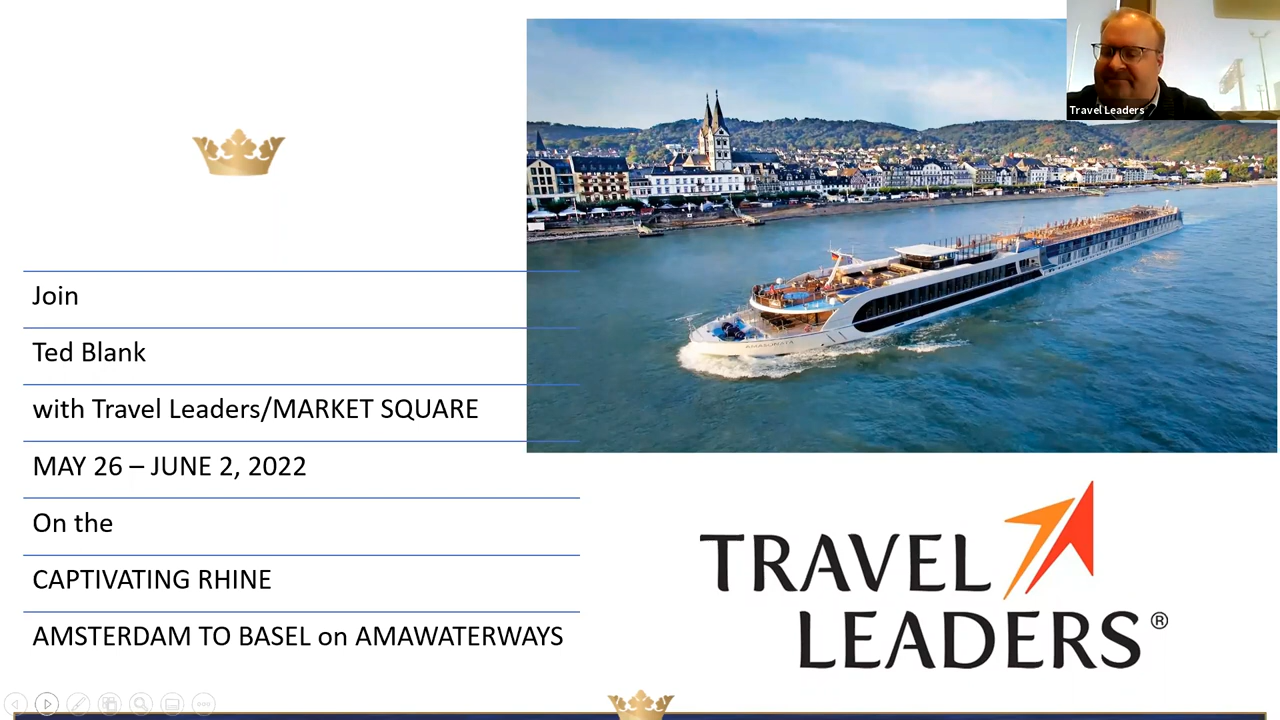 Travel Leaders
Join
Ted Blank
with Travel Leaders/MARKET SQUARE
MAY 26 – JUNE 2, 2022
On the
CAPTIVATING RHINE
AMSTERDAM TO BASEL on AMAWATERWAYS
TRAVEL
LEADERS®